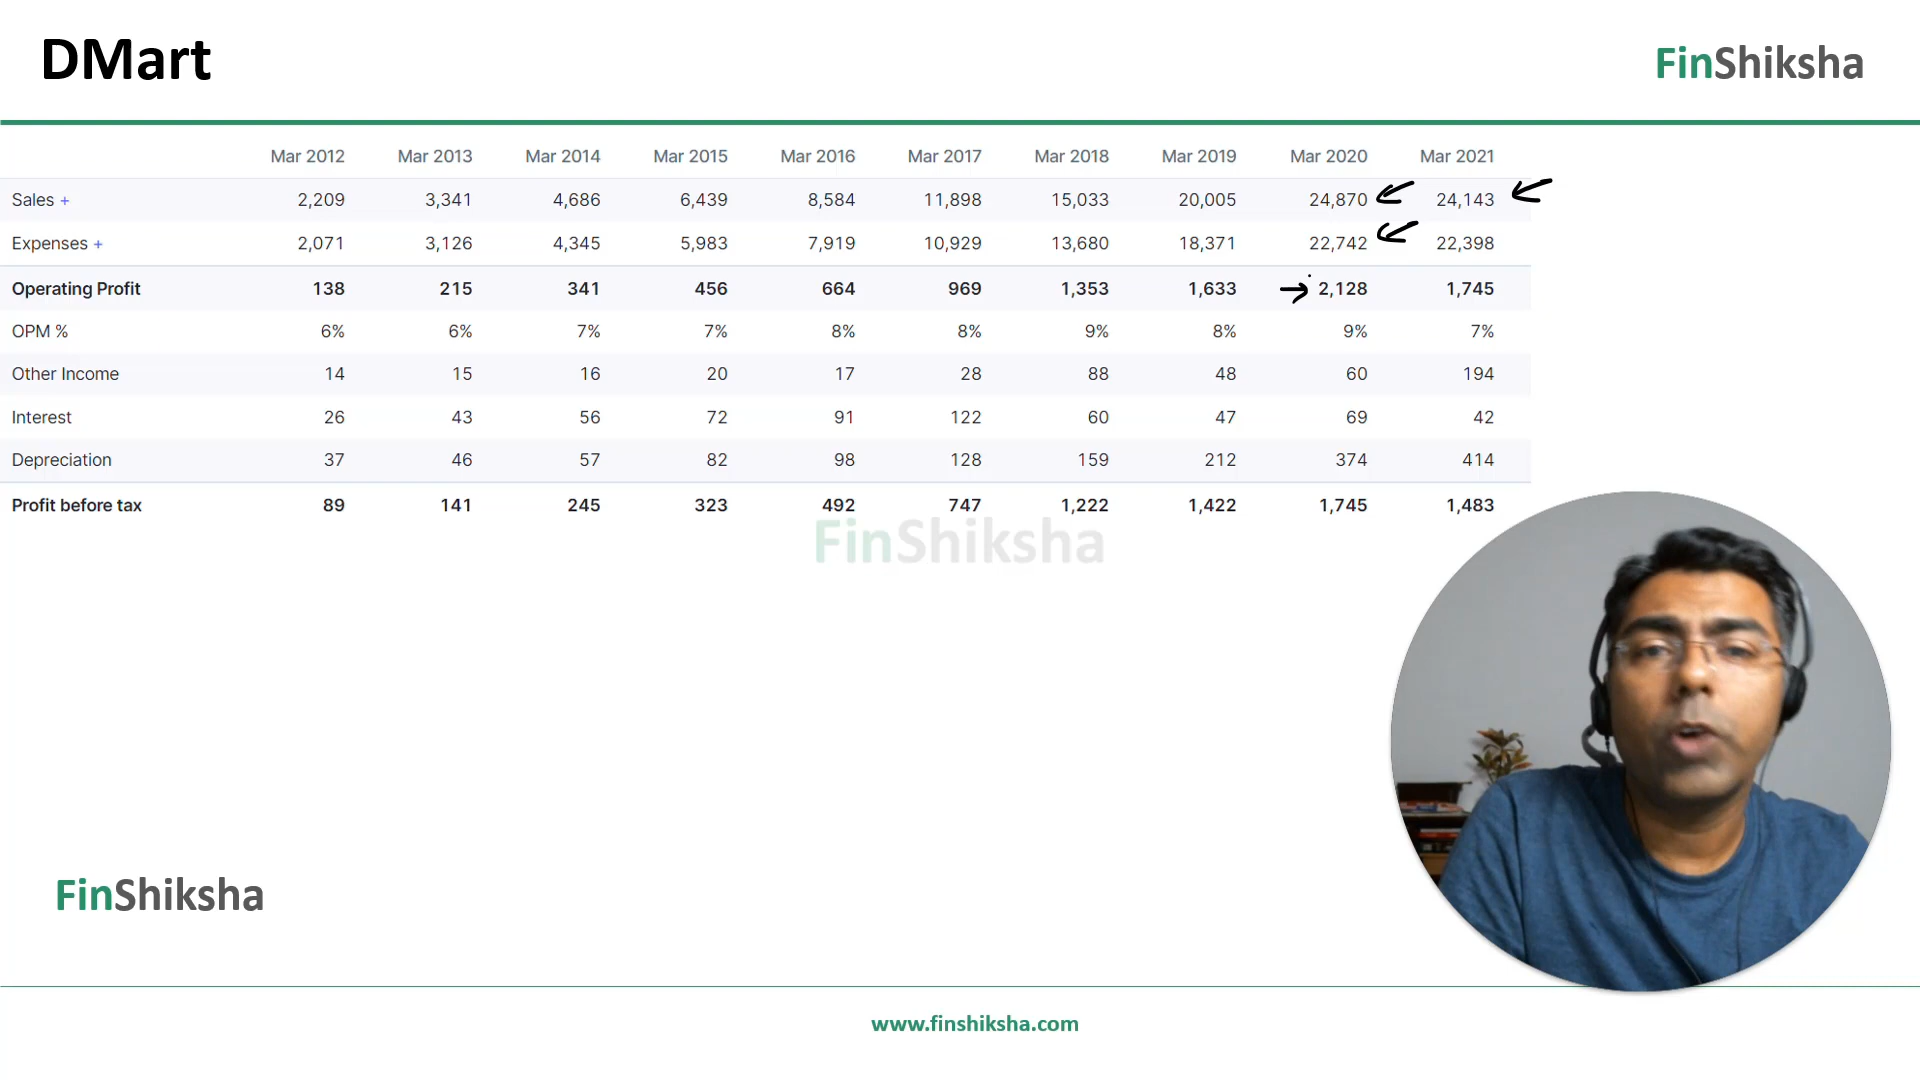 DMart
FinShiksha
Mar 2012 Mar 2013 Mar 2014 Mar 2015 Mar 2016 Mar 2017 Mar 2018 Mar 2019 Mar 2020 Mar 2021
Sales + 2,209 3,341 4,686 6,439 8,584 11,898 15,033 20,005 24,870 24,143
Expenses + 2,071 3,126 4,345 5,983 7,919 10,929 13,680 18,371 22,742 22,398
Operating Profit 138 215 341 456 664 969 1,353 1,633 2,128 1,745
OPM % 6% 6% 7% 7% 8% 8% 9% 8% 9% 7%
Other Income 14 15 16 20 17 28 88 48 60 194
Interest 26 43 56 72 91 122 60 47 69 42
Depreciation 37 46 57 82 98 128 159 212 374 414
Profit before tax 89 141 245 323 492 747 1,222 1,422 1,745 1,483
FinShiksha
FinShiksha
www.finshiksha.com